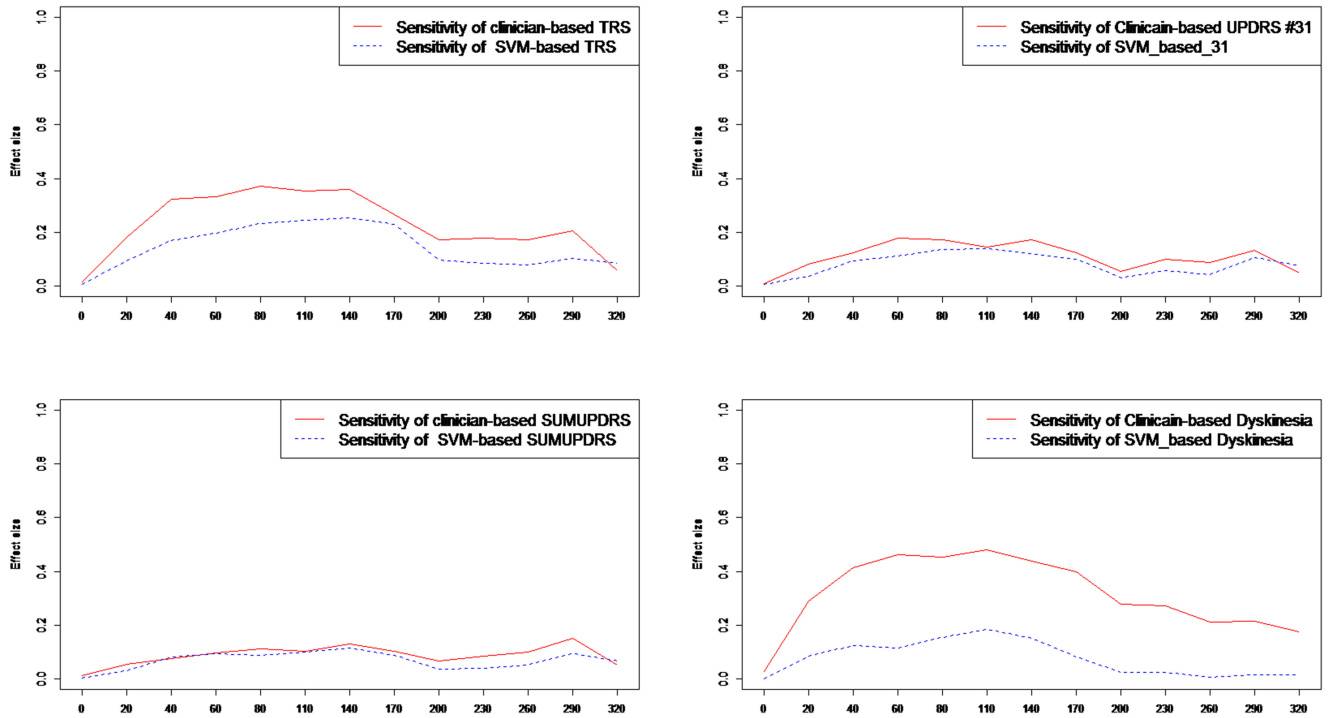 Sensitivity of clinician-based TRS
Sensitivity of SVM-based TRS
Effect size
0.0 0.2 0.4 0.6 0.8 1.0
0 20 40 60 80 110 140 170 200 230 260 290 320
Sensitivity of Clinicain-based UPDRS #31
Sensitivity of SVM_based_31
Effect size
0.0 0.2 0.4 0.6 0.8 1.0
0 20 40 60 80 110 140 170 200 230 260 290 320
Sensitivity of clinician-based SUMUPDRS
Sensitivity of SVM-based SUMUPDRS
Effect size
0.0 0.2 0.4 0.6 0.8 1.0
0 20 40 60 80 110 140 170 200 230 260 290 320
Sensitivity of Clinicain-based Dyskinesia
Sensitivity of SVM_based Dyskinesia
Effect size
0.0 0.2 0.4 0.6 0.8 1.0
0 20 40 60 80 110 140 170 200 230 260 290 320